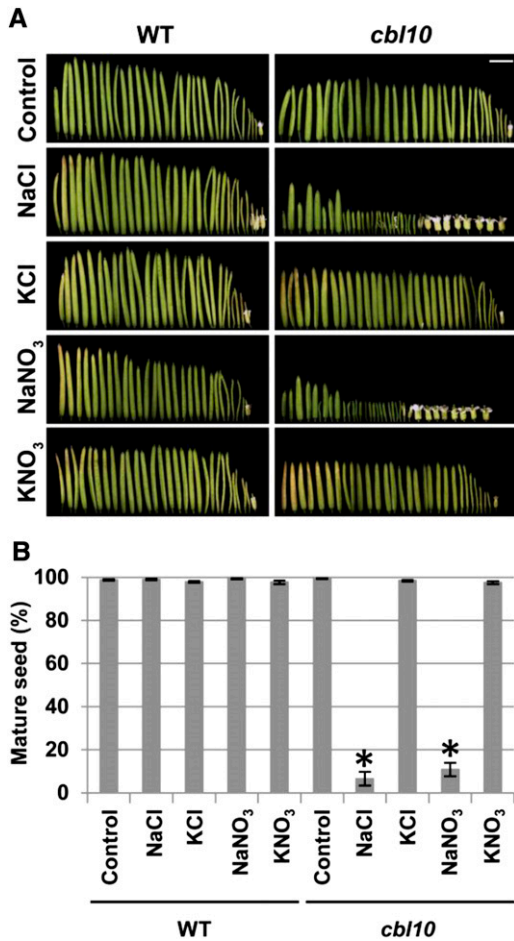 A
WT cbl10
Control
NaCl
KCl
NaNO₃
KNO₃
B
Mature seed (%)
100
80
60
40
20
0
* *
Control NaCl KCl NaNO₃ KNO₃ Control NaCl KCl NaNO₃ KNO₃
WT cbl10